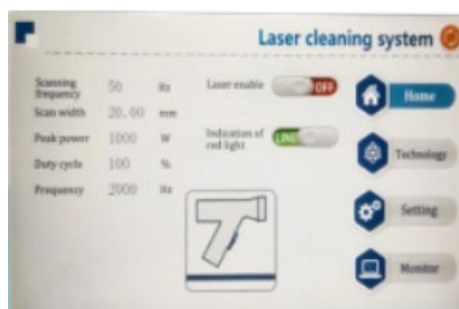 Laser cleaning system
Scanning frequency 50 Hz
Scan width 20.00 mm
Peak power 1000 W
Duty cycle 100 %
Frequency 2000 Hz
Laser enable OFF
Indication of red light LINE
Home
Technology
Setting
Monitor